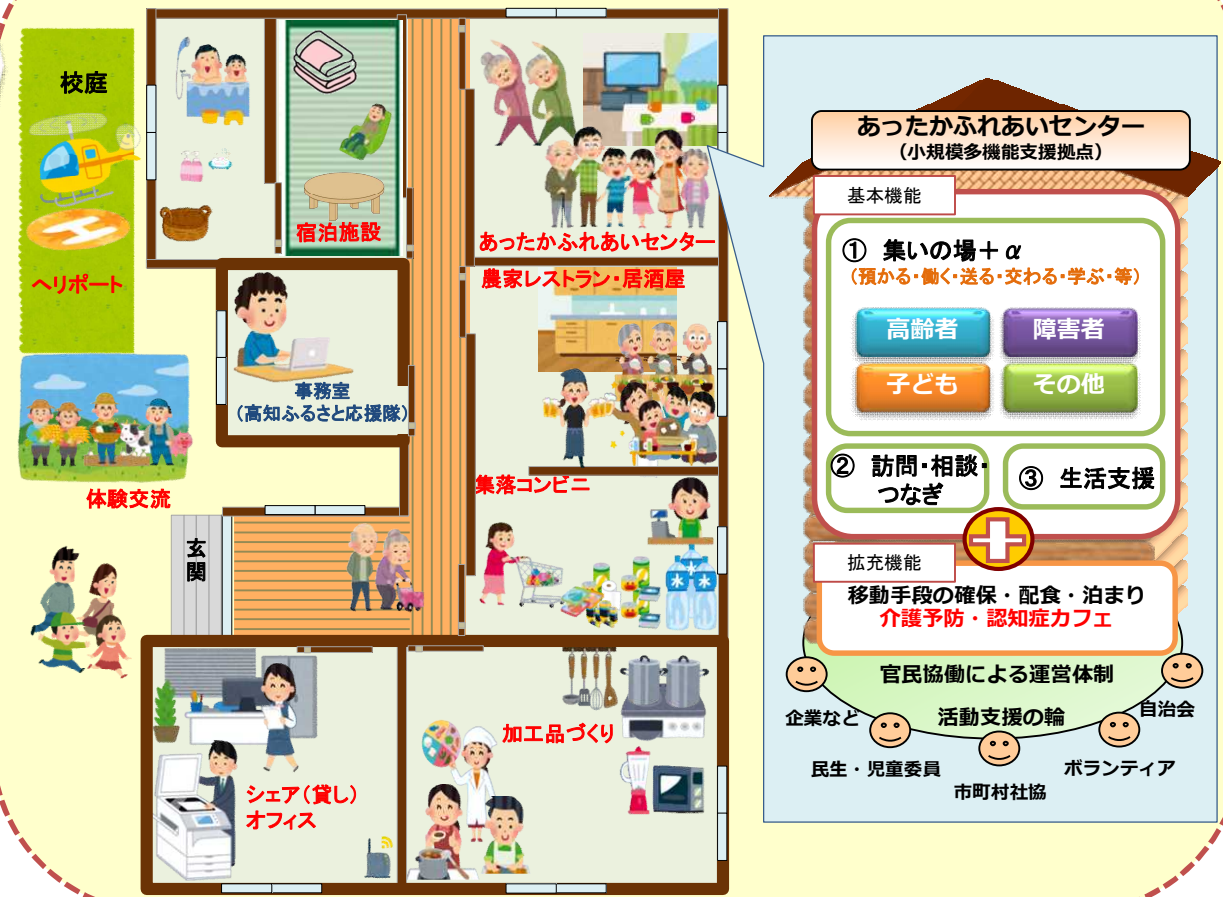 校庭
ヘリポート
体験交流
宿泊施設
事務室
（高知ふるさと応援隊）
玄関
あったかふれあいセンター
農家レストラン・居酒屋
集落コンビニ
水 水
シェア（貸し）
オフィス
加工品づくり
あったかふれあいセンター
（小規模多機能支援拠点）
基本機能
① 集いの場＋α
（預かる・働く・送る・交わる・学ぶ・等）
高齢者
障害者
子ども
その他
② 訪問・相談・
つなぎ
③ 生活支援
拡充機能
移動手段の確保・配食・泊まり
介護予防・認知症カフェ
官民協働による運営体制
活動支援の輪
企業など
民生・児童委員
市町村社協
ボランティア
自治会